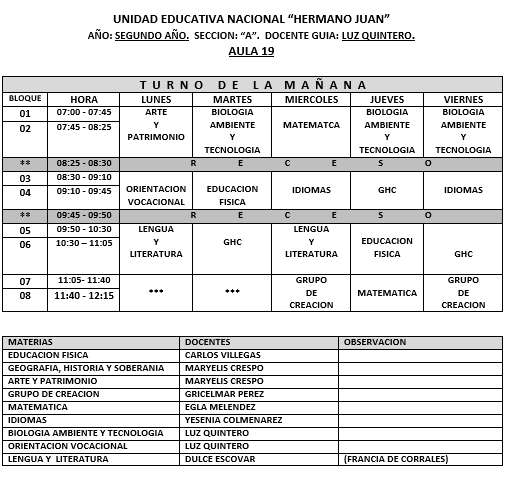 UNIDAD EDUCATIVA NACIONAL “HERMANO JUAN”
AÑO: SEGUNDO AÑO. SECCION: “A”. DOCENTE GUIA: LUZ QUINTERO.
AULA 19
TURNO DE LA MAÑANA
BLOQUE HORA LUNES MARTES MIERCOLES JUEVES VIERNES
01 07:00 - 07:45 ARTE BIOLOGIA BIOLOGIA BIOLOGIA
02 07:45 - 08:25 Y AMBIENTE MATEMATCA AMBIENTE AMBIENTE
PATRIMONIO Y Y Y
TECNOLOGIA TECNOLOGIA TECNOLOGIA
** 08:25 - 08:30 R E C E S O
03 08:30 - 09:10
04 09:10 - 09:45 ORIENTACION EDUCACION IDIOMAS GHC IDIOMAS
VOCACIONAL FISICA
** 09:45 - 09:50 R E C E S O
05 09:50 - 10:30 LENGUA LENGUA
06 10:30 – 11:05 Y GHC Y EDUCACION
LITERATURA LITERATURA FISICA GHC
07 11:05- 11:40 GRUPO GRUPO
08 11:40 - 12:15 *** *** DE MATEMATICA DE
CREACION CREACION
MATERIAS DOCENTES OBSERVACION
EDUCACION FISICA CARLOS VILLEGAS
GEOGRAFIA, HISTORIA Y SOBERANIA MARYELIS CRESPO
ARTE Y PATRIMONIO MARYELIS CRESPO
GRUPO DE CREACION GRICELMAR PEREZ
MATEMATICA EGLA MELENDEZ
IDIOMAS YESENIA COLMENAREZ
BIOLOGIA AMBIENTE Y TECNOLOGIA LUZ QUINTERO
ORIENTACION VOCACIONAL LUZ QUINTERO
LENGUA Y LITERATURA DULCE ESCOVAR (FRANCIA DE CORRALES)